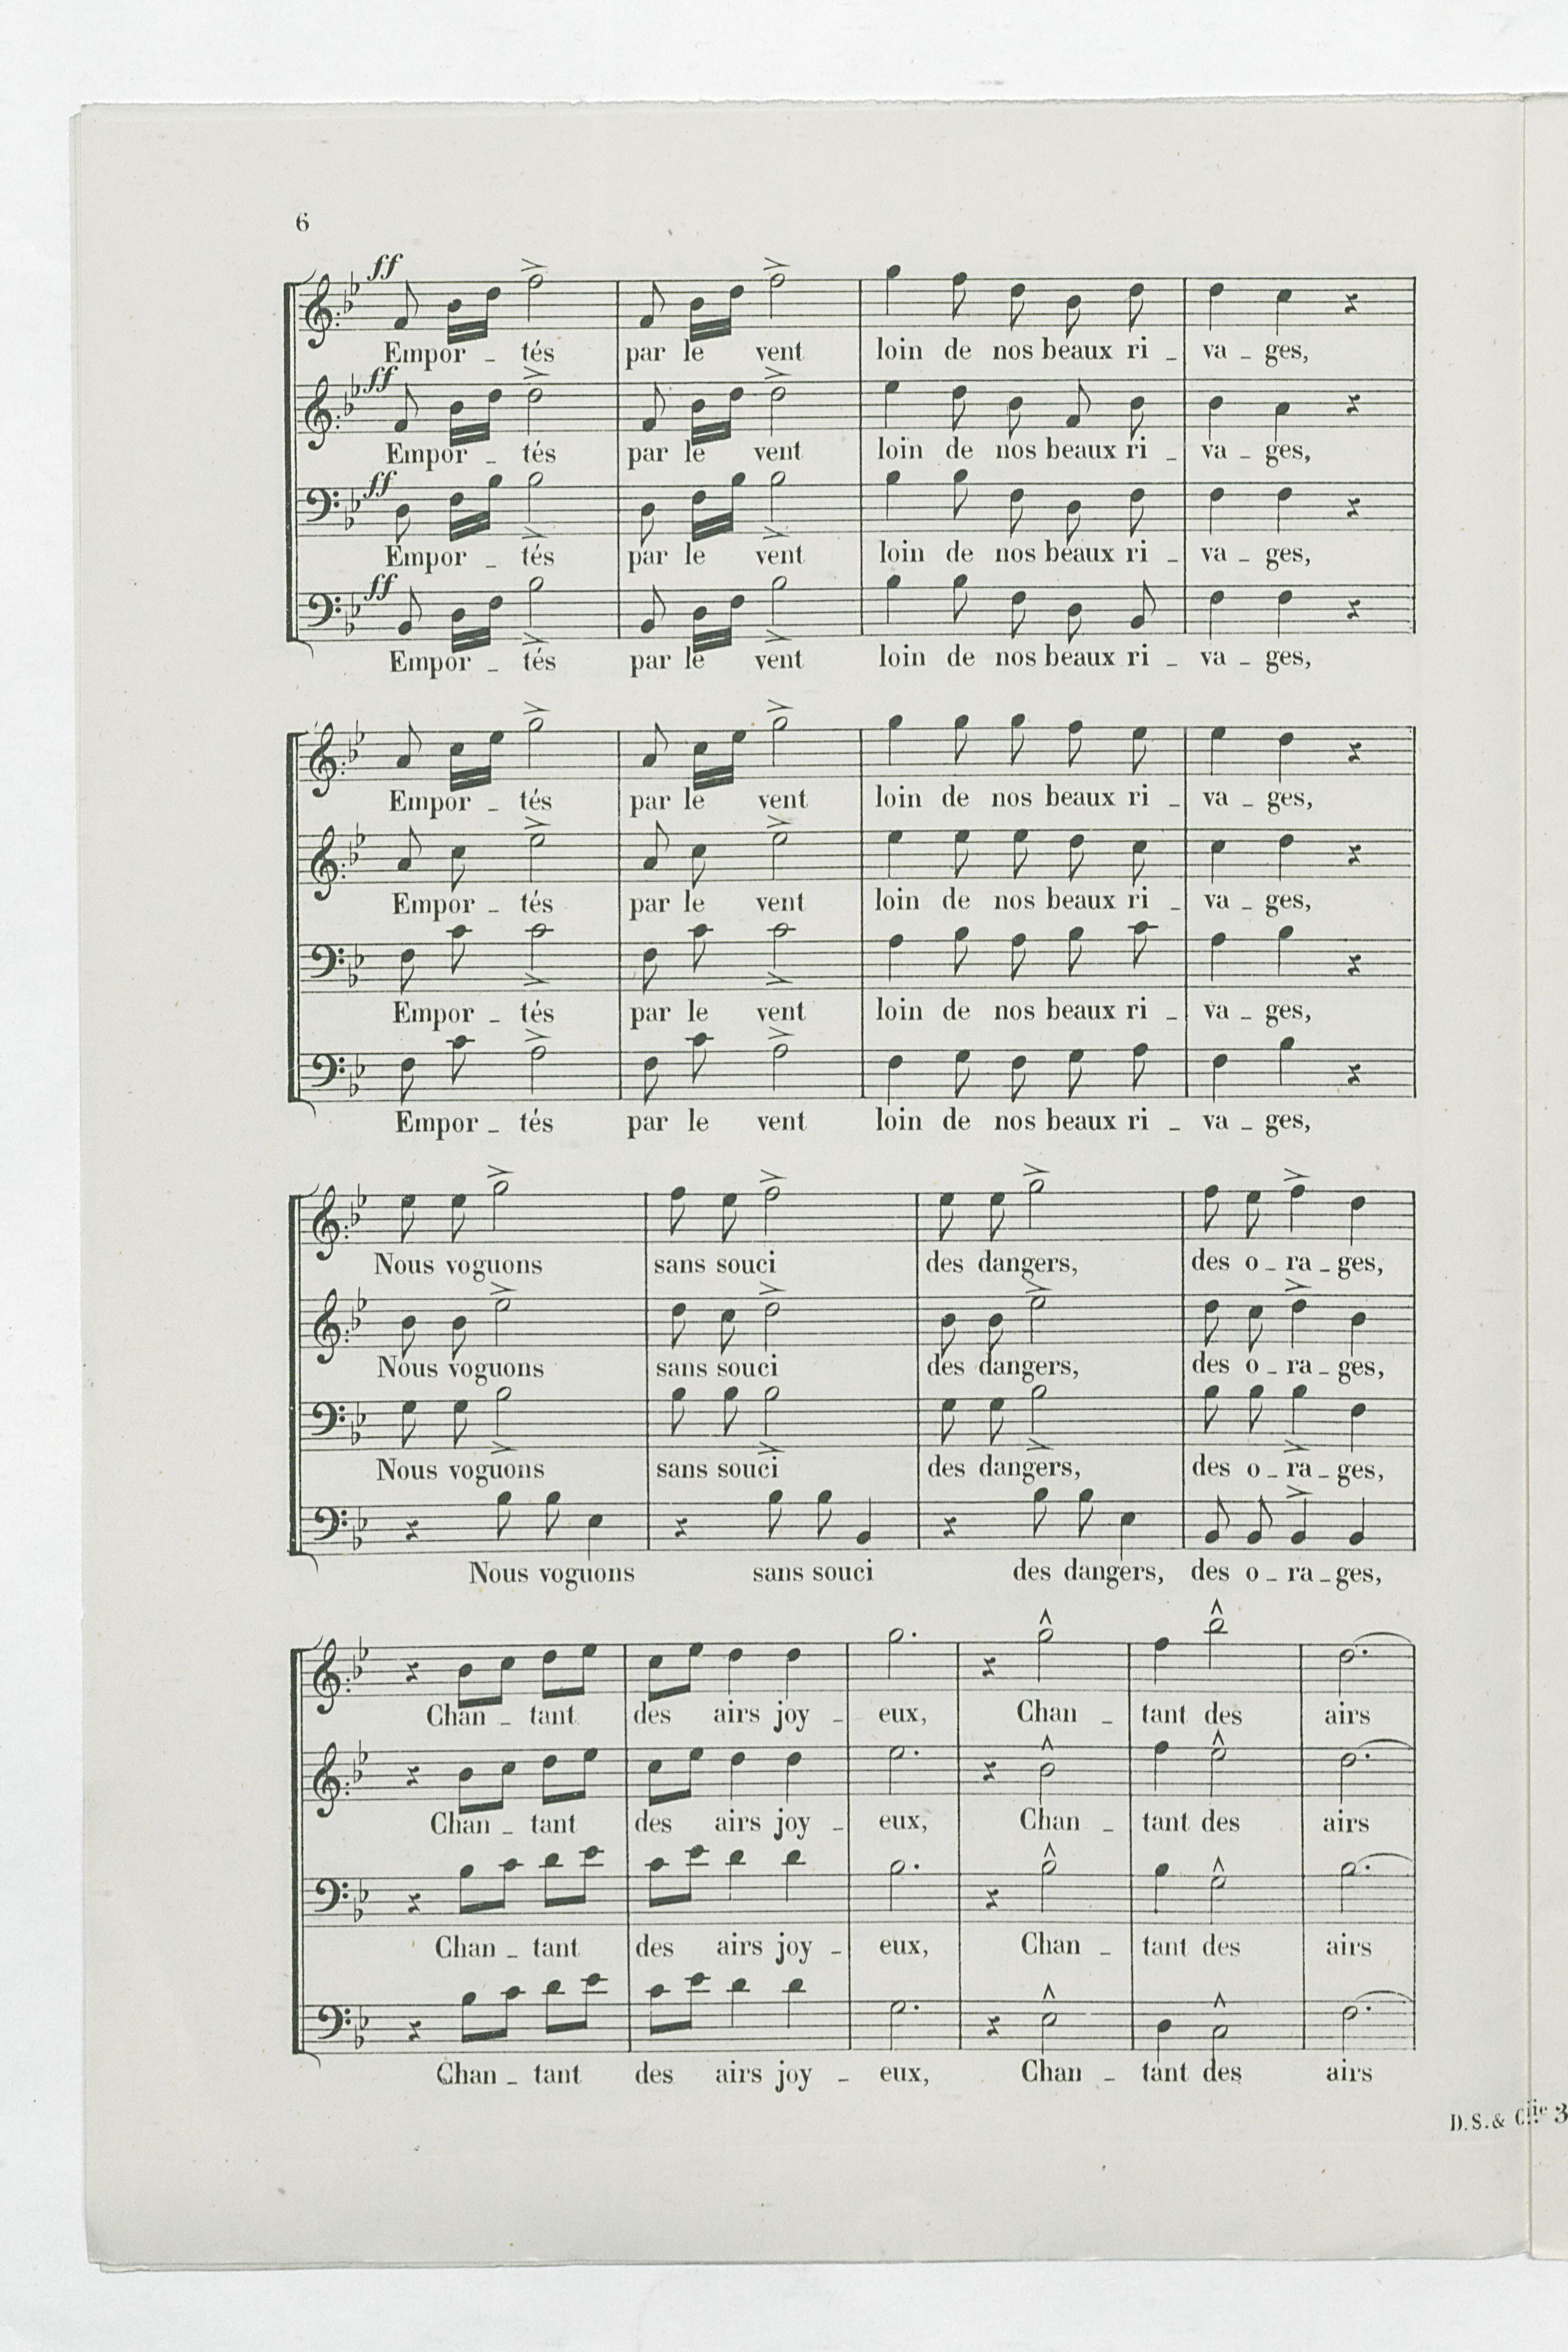 6
ff
Empor _ tés par le vent loin de nos beaux ri _ va _ ges,
ff
Empor _ tés par le vent loin de nos beaux ri _ va _ ges,
ff
Empor _ tés par le vent loin de nos beaux ri _ va _ ges,
ff
Empor _ tés par le vent loin de nos beaux ri _ va _ ges,
Empor _ tés par le vent loin de nos beaux ri _ va _ ges,
Empor _ tés par le vent loin de nos beaux ri _ va _ ges,
Empor _ tés par le vent loin de nos beaux ri _ va _ ges,
Empor _ tés par le vent loin de nos beaux ri _ va _ ges,
Nous voguons sans souci des dangers, des o _ ra _ ges,
Nous voguons sans souci des dangers, des o _ ra _ ges,
Nous voguons sans souci des dangers, des o _ ra _ ges,
Nous voguons sans souci des dangers, des o _ ra _ ges,
Chan _ tant des airs joy _ eux, Chan _ tant des airs
Chan _ tant des airs joy _ eux, Chan _ tant des airs
Chan _ tant des airs joy _ eux, Chan _ tant des airs
Chan _ tant des airs joy _ eux, Chan _ tant des airs
D. S. & Cie 3